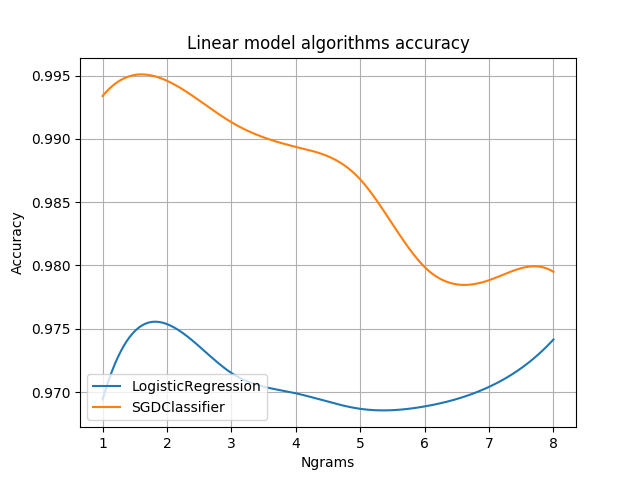 Linear model algorithms accuracy
Accuracy
0.995
0.990
0.985
0.980
0.975
0.970
LogisticRegression
SGDClassifier
1 2 3 4 5 6 7 8
Ngrams